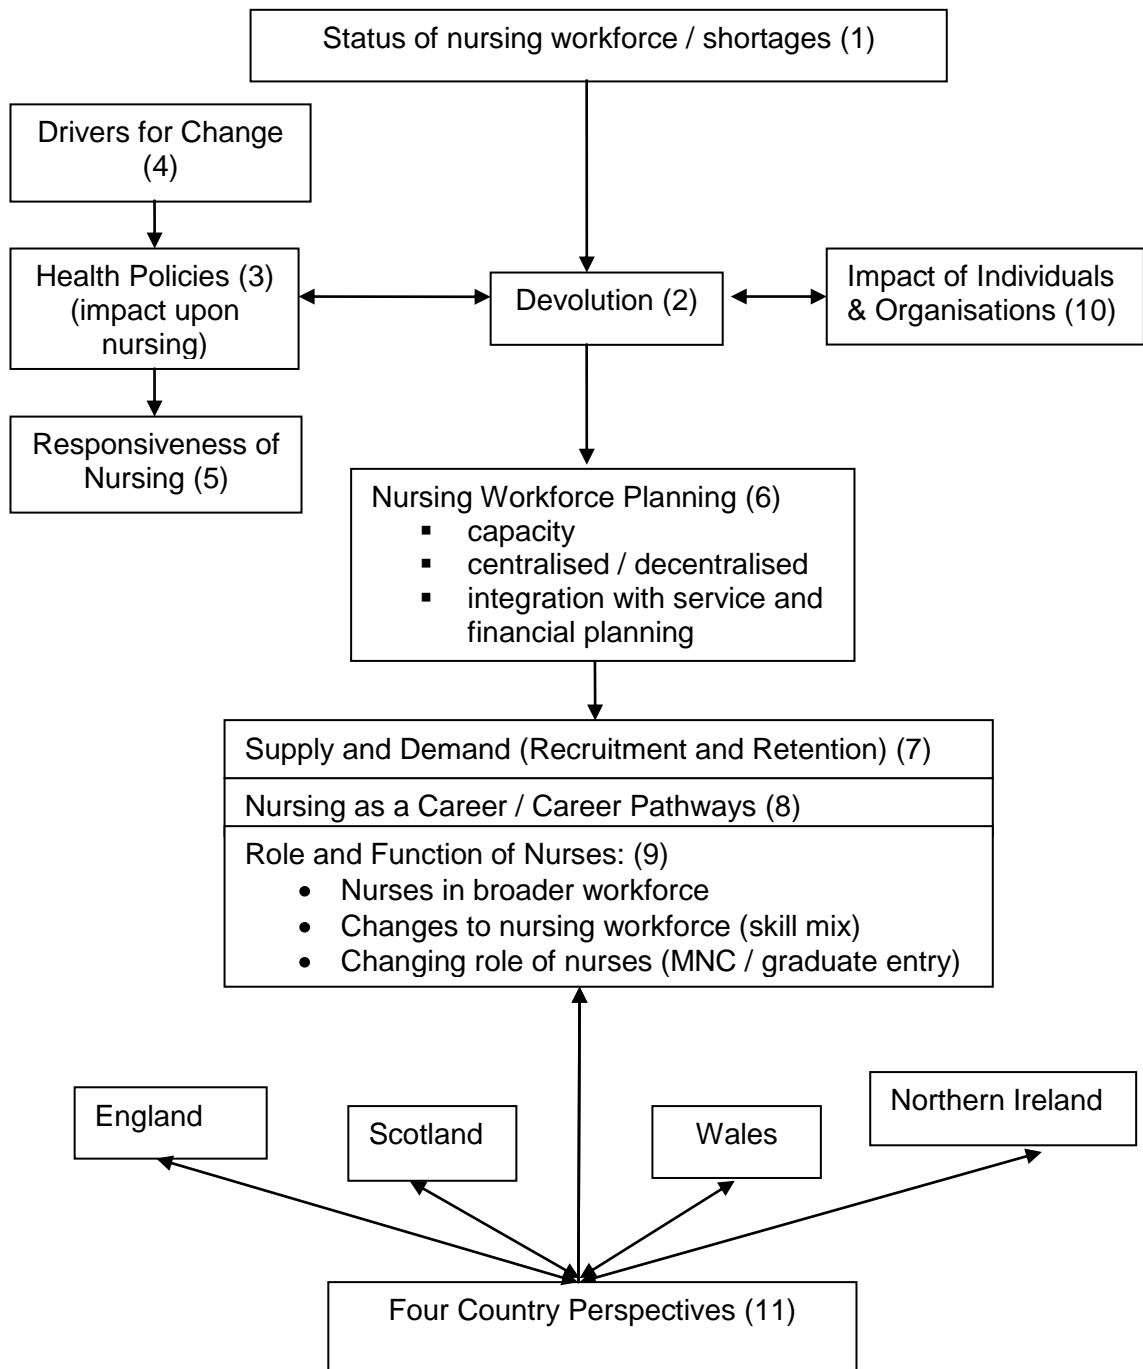 Status of nursing workforce / shortages (1)
Drivers for Change
(4)
Health Policies (3)
(impact upon
nursing)
Devolution (2)
Impact of Individuals
& Organisations (10)
Responsiveness of
Nursing (5)
Nursing Workforce Planning (6)
▪ capacity
▪ centralised / decentralised
▪ integration with service and
financial planning
Supply and Demand (Recruitment and Retention) (7)
Nursing as a Career / Career Pathways (8)
Role and Function of Nurses: (9)
• Nurses in broader workforce
• Changes to nursing workforce (skill mix)
• Changing role of nurses (MNC / graduate entry)
England
Scotland
Wales
Northern Ireland
Four Country Perspectives (11)